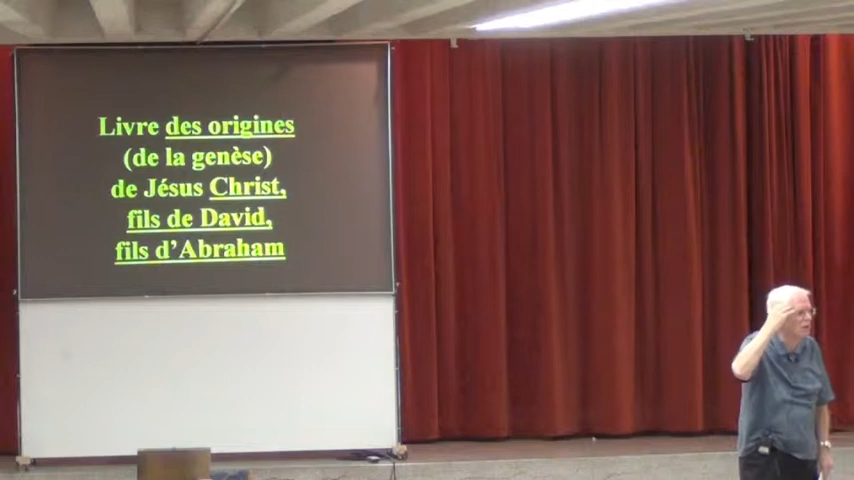 Livre des origines
(de la genèse)
de Jésus Christ,
fils de David,
fils d'Abraham